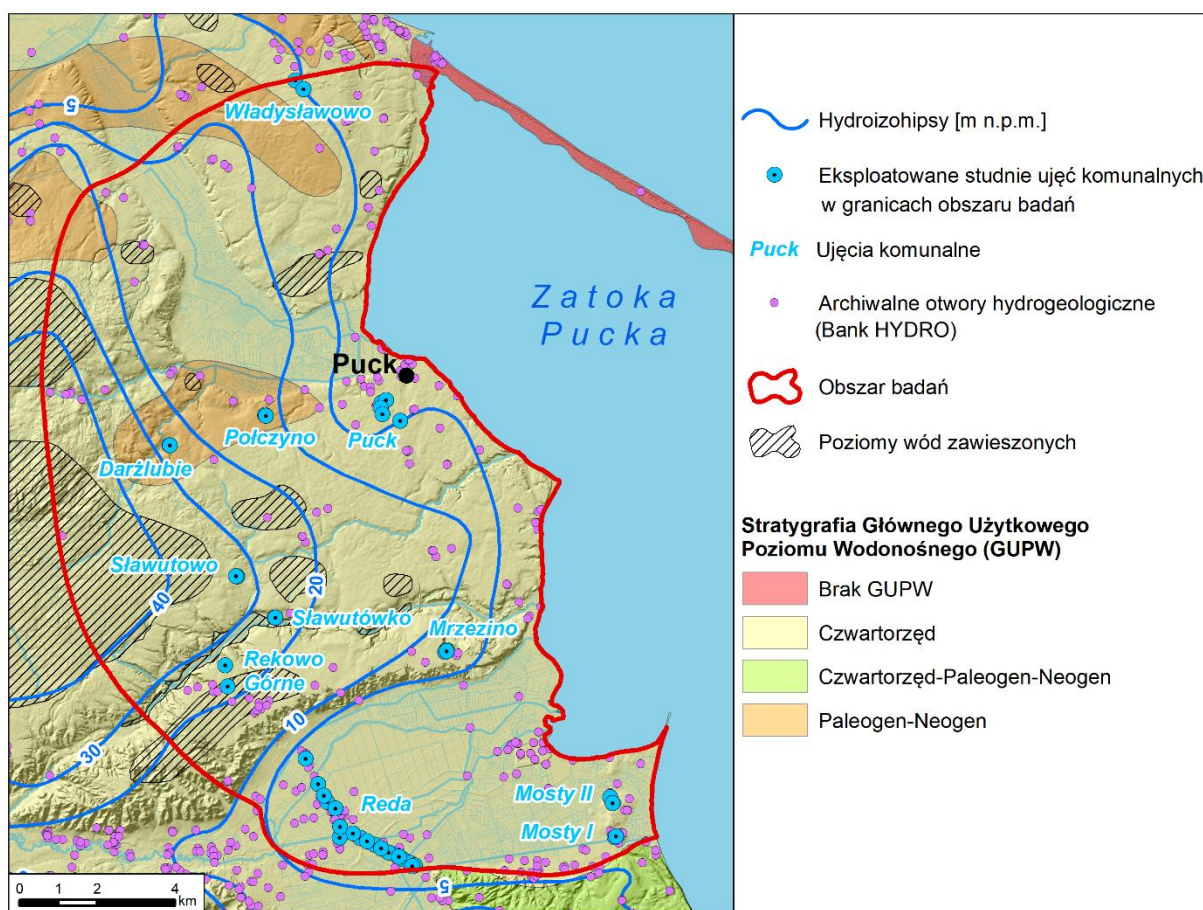 5
Władysławowo
Zatoka
Pucka
Puck
Połczyno
Puck
Darżlubie
Sławutowo
40
20
Sławutówko
Mrzezino
Rekowo
Górne
10
30
Reda
Mosty II
Mosty I
5
0 1 2 4
km
Hydroizohipsy [m n.p.m.]
Eksploatowane studnie ujęć komunalnych
w granicach obszaru badań
Puck Ujęcia komunalne
Archiwalne otwory hydrogeologiczne
(Bank HYDRO)
Obszar badań
Poziomy wód zawieszonych
Stratygrafia Głównego Użytkowego
Poziomu Wodonośnego (GUPW)
Brak GUPW
Czwartorzęd
Czwartorzęd-Paleogen-Neogen
Paleogen-Neogen